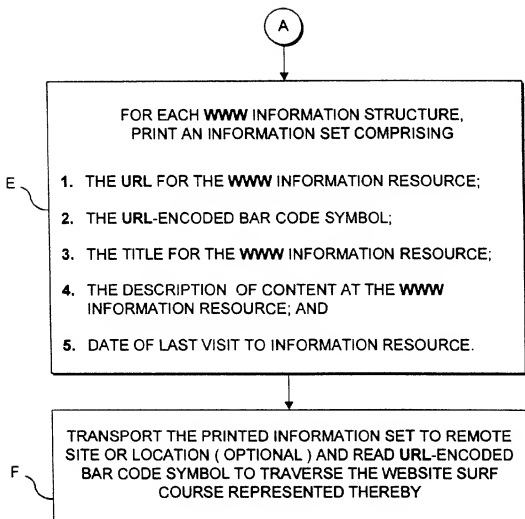 A
FOR EACH WWW INFORMATION STRUCTURE,
PRINT AN INFORMATION SET COMPRISING
E
1. THE URL FOR THE WWW INFORMATION RESOURCE;
2. THE URL-ENCODED BAR CODE SYMBOL;
3. THE TITLE FOR THE WWW INFORMATION RESOURCE;
4. THE DESCRIPTION OF CONTENT AT THE WWW
INFORMATION RESOURCE; AND
5. DATE OF LAST VISIT TO INFORMATION RESOURCE.
F
TRANSPORT THE PRINTED INFORMATION SET TO REMOTE
SITE OR LOCATION ( OPTIONAL ) AND READ URL-ENCODED
BAR CODE SYMBOL TO TRAVERSE THE WEBSITE SURF
COURSE REPRESENTED THEREBY